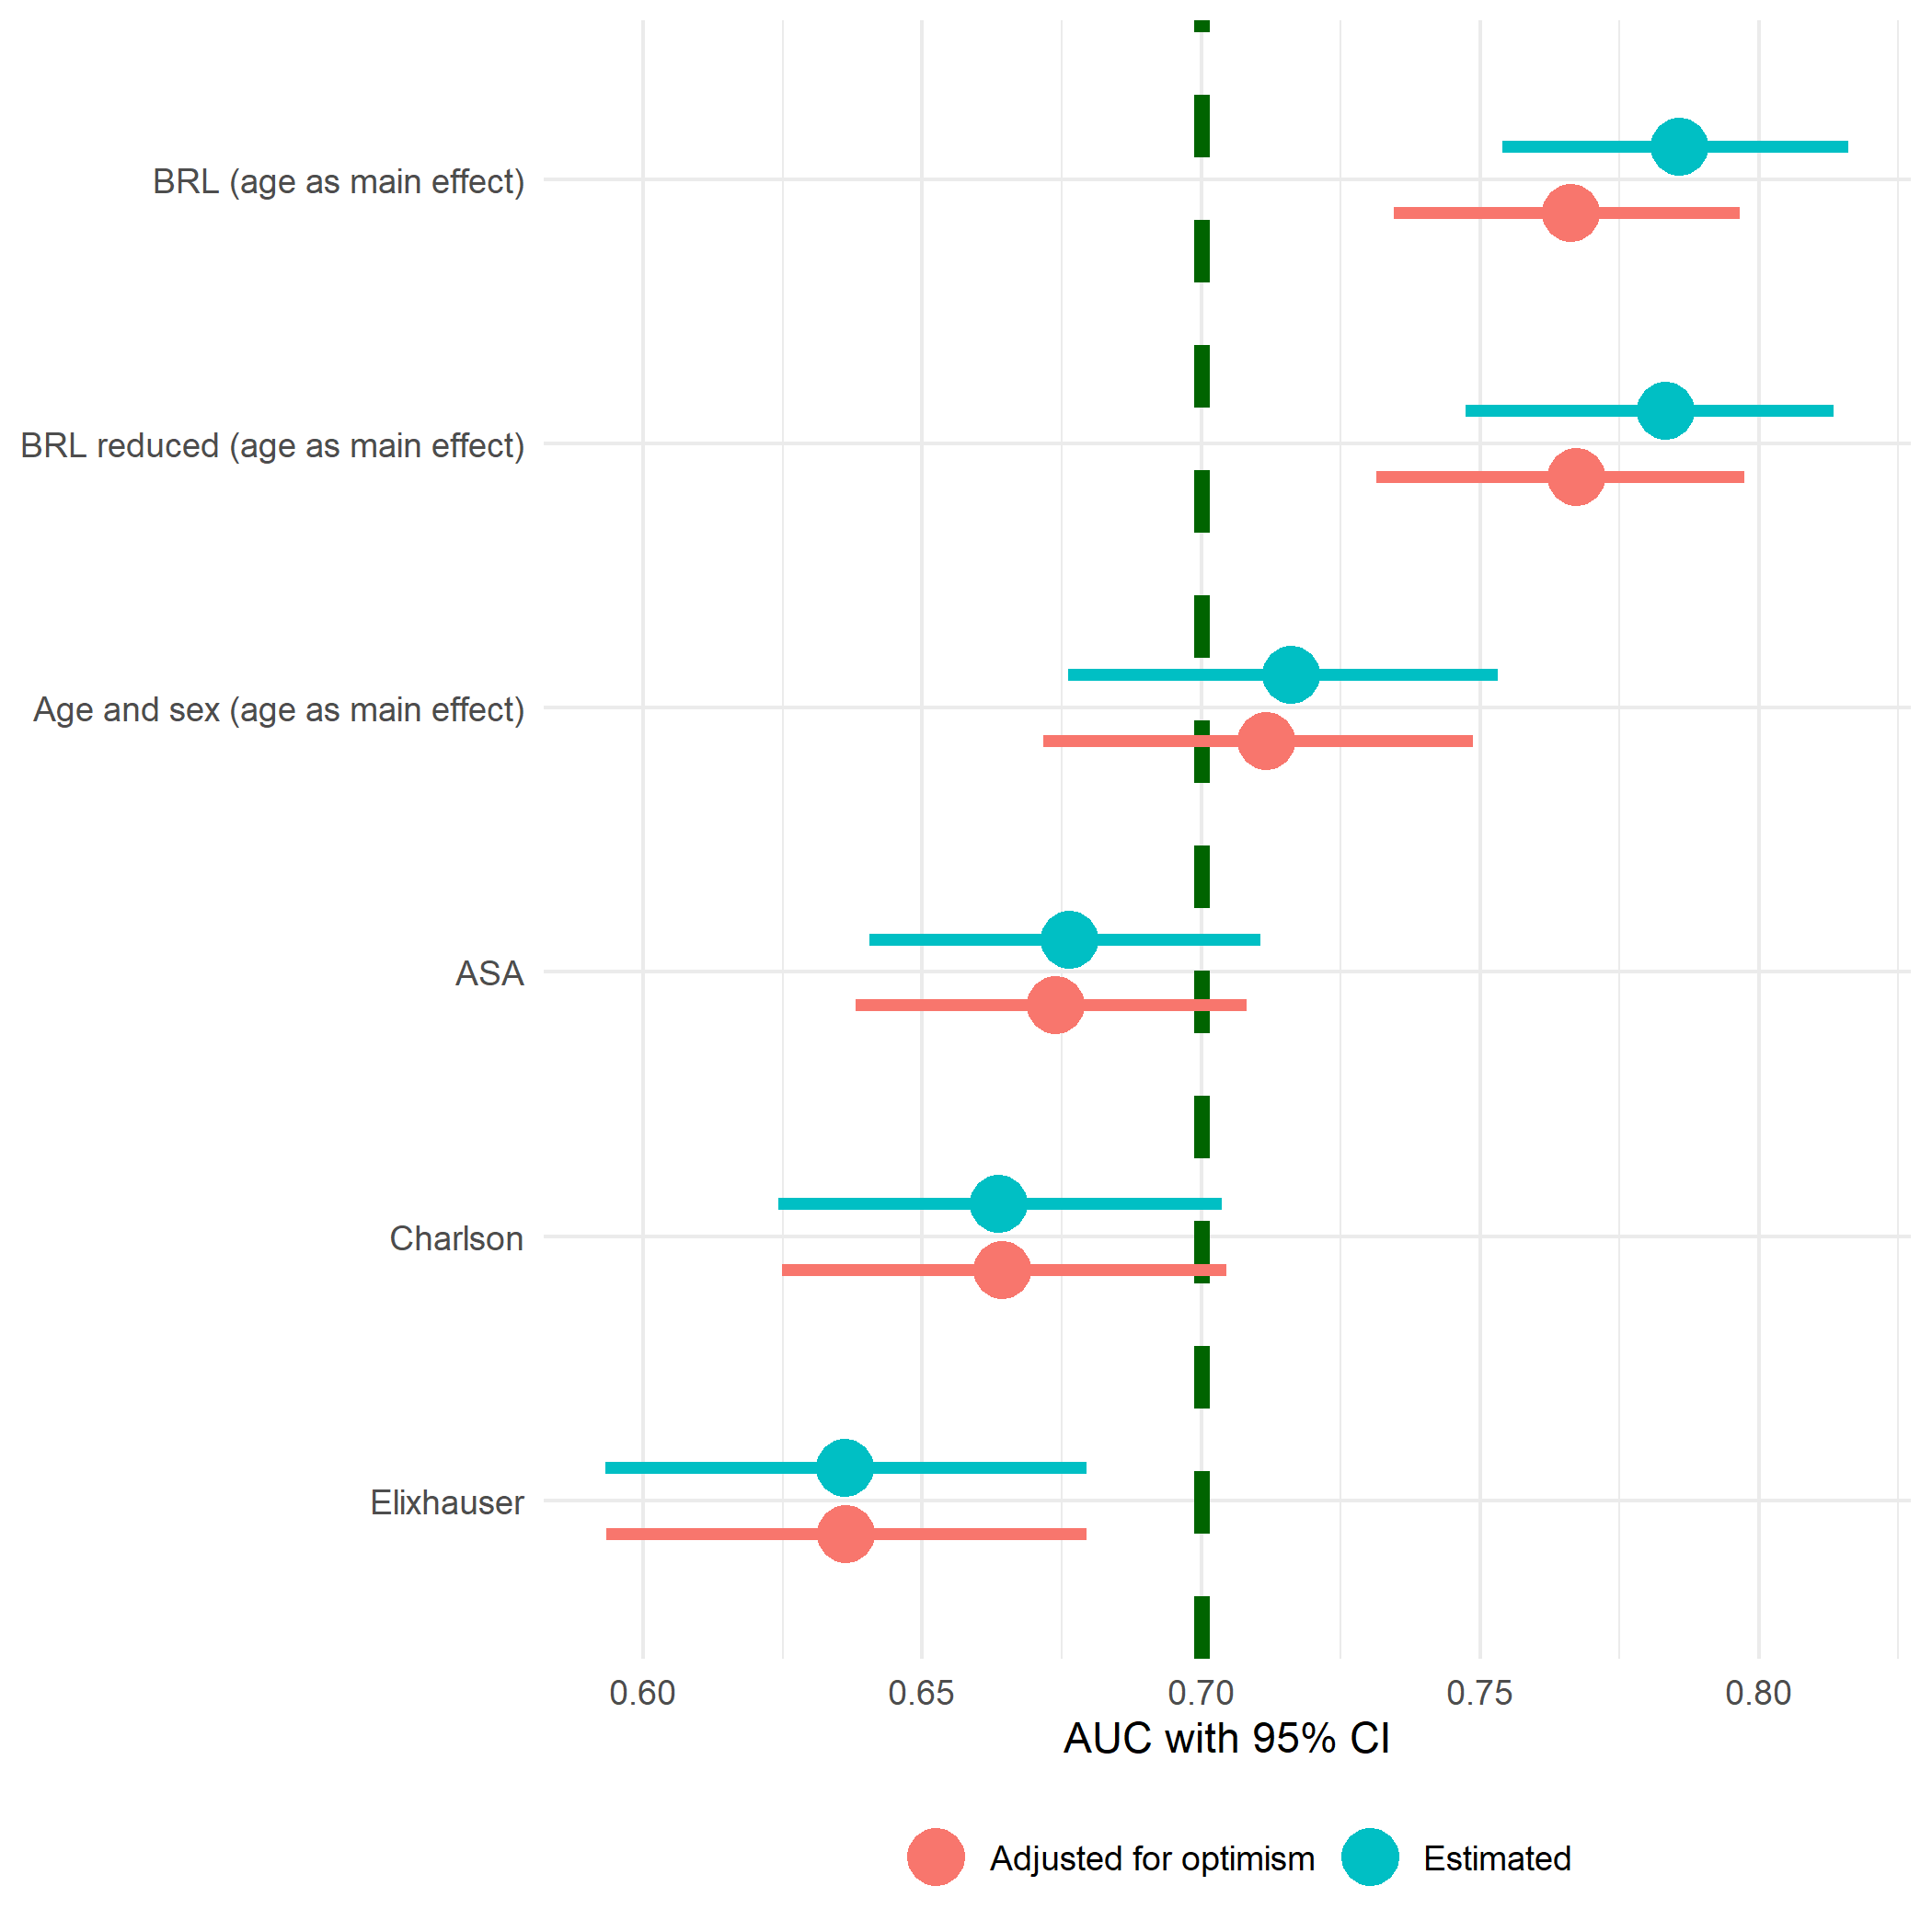 BRL (age as main effect)
BRL reduced (age as main effect)
Age and sex (age as main effect)
ASA
Charlson
Elixhauser
0.60 0.65 0.70 0.75 0.80
AUC with 95% CI
Adjusted for optimism Estimated